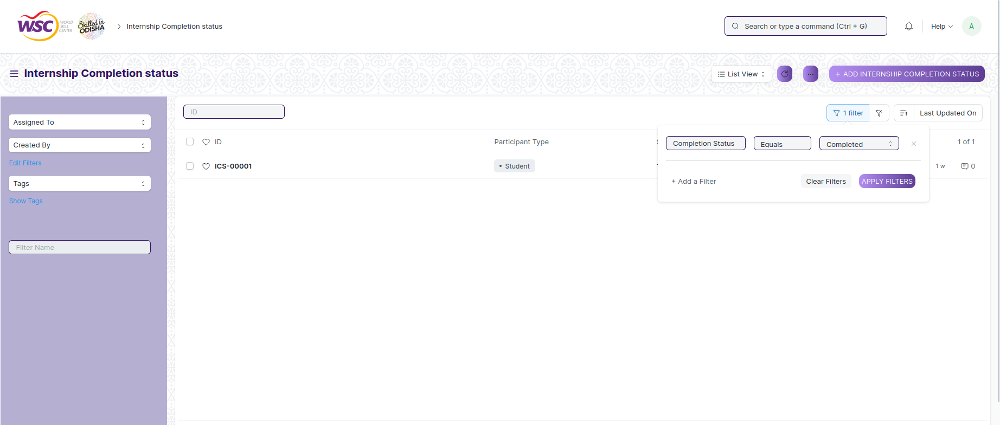 WSC WORLD SKILL CENTER Skilled in ODISHA Internship Completion status Search or type a command (Ctrl + G) Help A
Internship Completion status List View ... + ADD INTERNSHIP COMPLETION STATUS
Assigned To
Created By
Edit Filters
Tags
Show Tags
Filter Name
ID 1 filter Last Updated On
ID Participant Type 1 of 1
ICS-00001 • Student 1 w 0
Completion Status Equals Completed ×
+ Add a Filter Clear Filters APPLY FILTERS